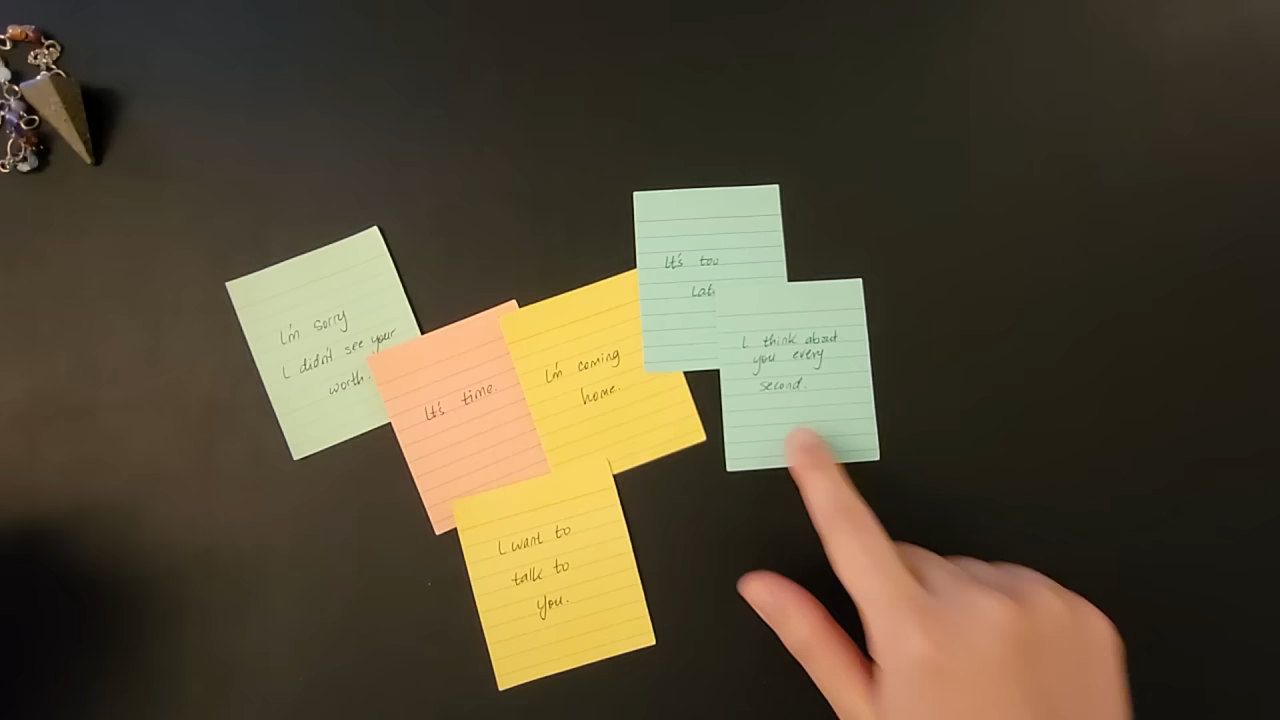 I'm sorry
I didn't see your
worth.
It's time.
I'm coming
home.
It's too
I think about
you every
second.
I want to
talk to
you.